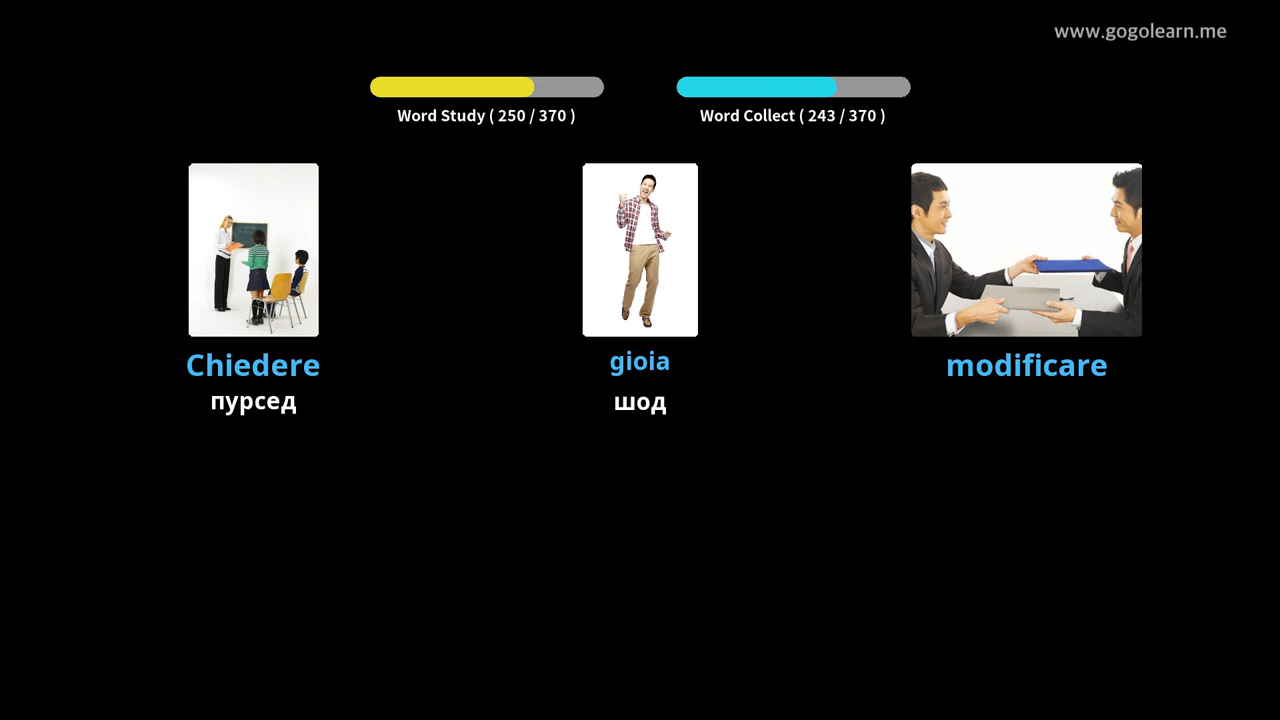 www.gogolearn.me
Word Study ( 250 / 370 )
Word Collect ( 243 / 370 )
Chiedere
пурсед
gioia
шод
modificare